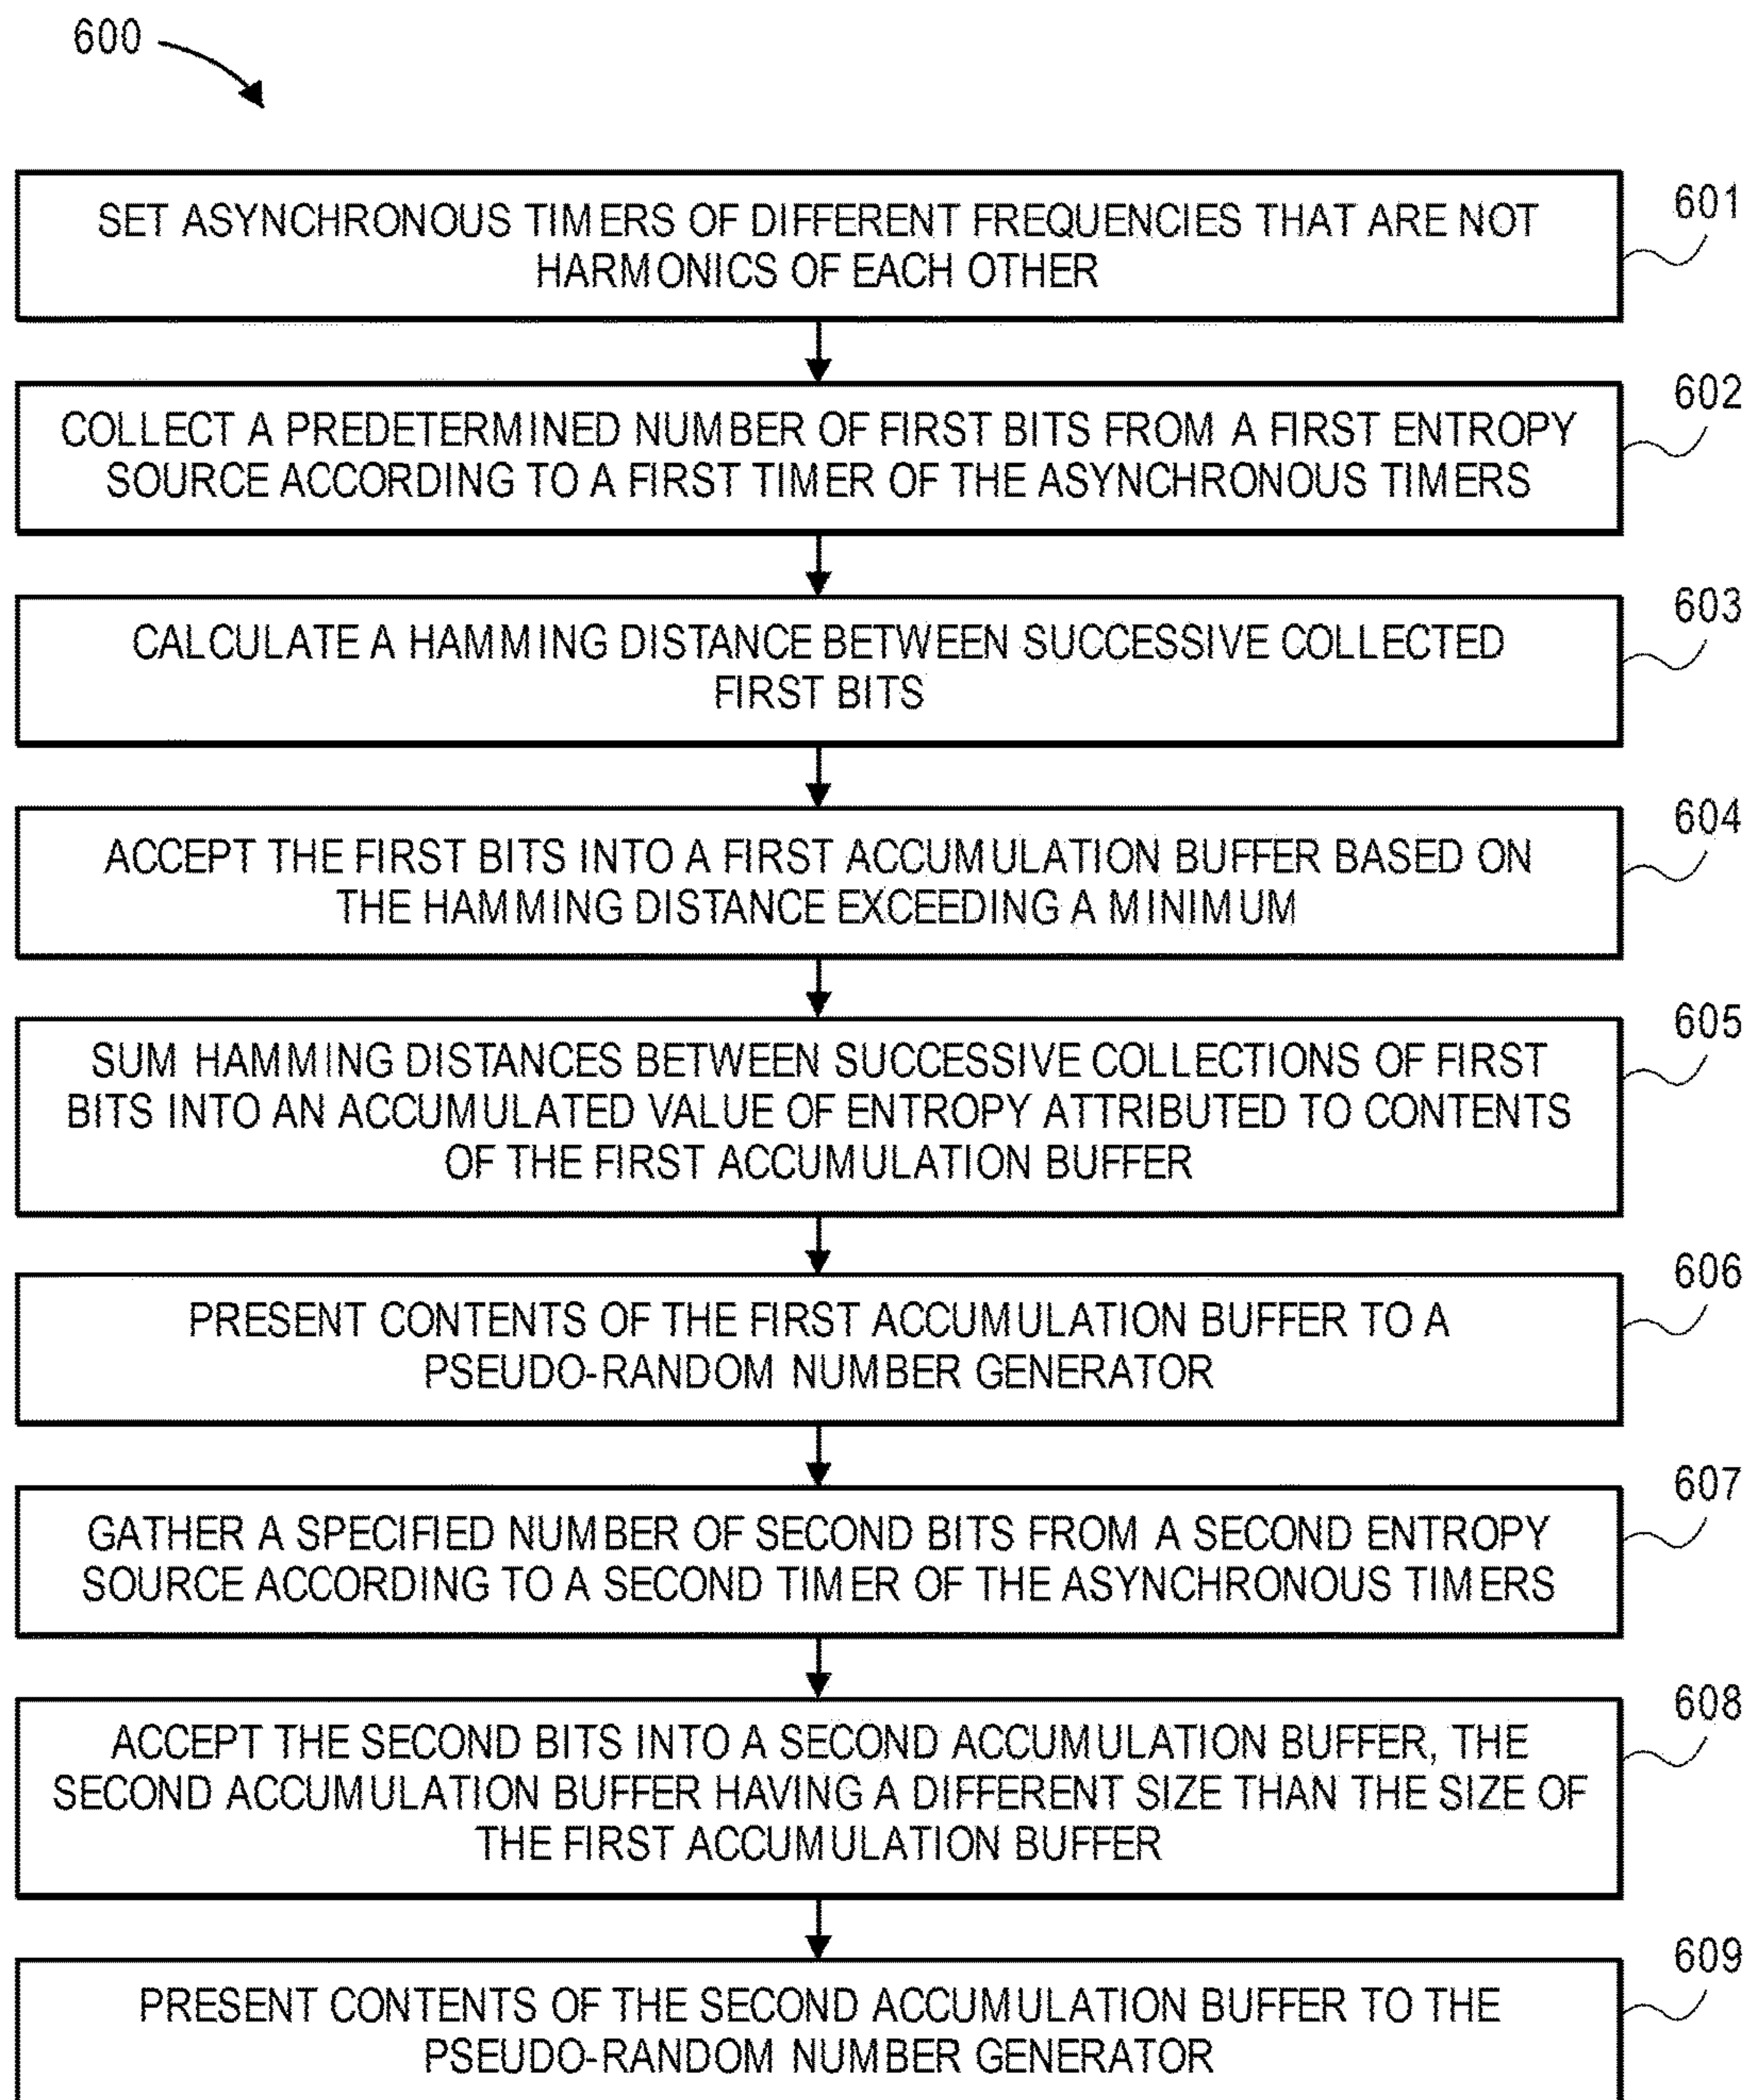 600
601
SET ASYNCHRONOUS TIMERS OF DIFFERENT FREQUENCIES THAT ARE NOT
HARMONICS OF EACH OTHER
602
COLLECT A PREDETERMINED NUMBER OF FIRST BITS FROM A FIRST ENTROPY
SOURCE ACCORDING TO A FIRST TIMER OF THE ASYNCHRONOUS TIMERS
603
CALCULATE A HAMMING DISTANCE BETWEEN SUCCESSIVE COLLECTED
FIRST BITS
604
ACCEPT THE FIRST BITS INTO A FIRST ACCUMULATION BUFFER BASED ON
THE HAMMING DISTANCE EXCEEDING A MINIMUM
605
SUM HAMMING DISTANCES BETWEEN SUCCESSIVE COLLECTIONS OF FIRST
BITS INTO AN ACCUMULATED VALUE OF ENTROPY ATTRIBUTED TO CONTENTS
OF THE FIRST ACCUMULATION BUFFER
606
PRESENT CONTENTS OF THE FIRST ACCUMULATION BUFFER TO A
PSEUDO-RANDOM NUMBER GENERATOR
607
GATHER A SPECIFIED NUMBER OF SECOND BITS FROM A SECOND ENTROPY
SOURCE ACCORDING TO A SECOND TIMER OF THE ASYNCHRONOUS TIMERS
608
ACCEPT THE SECOND BITS INTO A SECOND ACCUMULATION BUFFER, THE
SECOND ACCUMULATION BUFFER HAVING A DIFFERENT SIZE THAN THE SIZE OF
THE FIRST ACCUMULATION BUFFER
609
PRESENT CONTENTS OF THE SECOND ACCUMULATION BUFFER TO THE
PSEUDO-RANDOM NUMBER GENERATOR